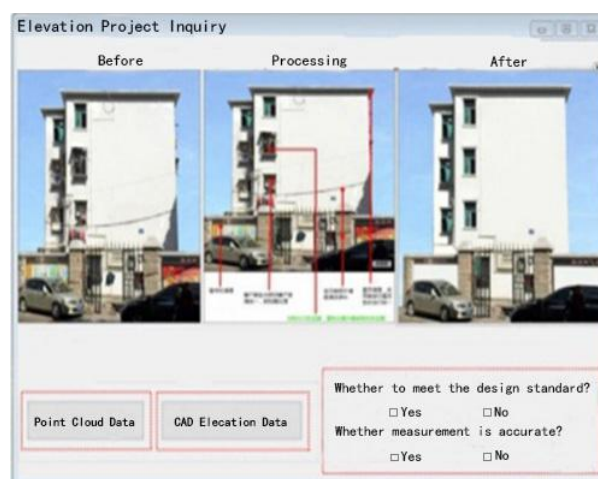 Elevation Project Inquiry
Before Processing After
Whether to meet the design standard?
□Yes □No
Point Cloud Data CAD Elecation Data
Whether measurement is accurate?
□Yes □No